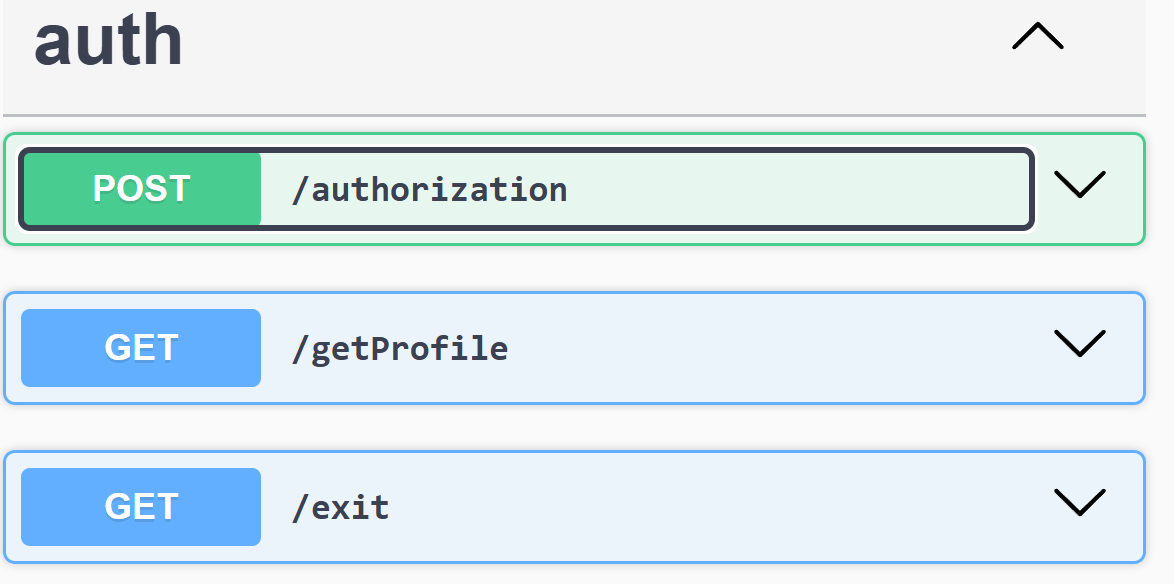 auth
POST /authorization
GET /getProfile
GET /exit